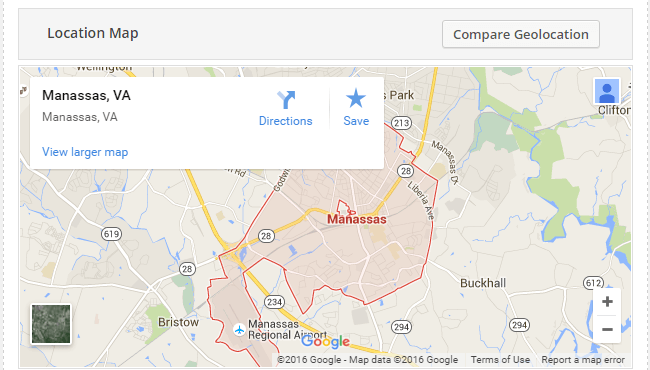 Location Map
Compare Geolocation
Wellington
Manassas, VA
Manassas, VA
Directions
Save
View larger map
s Park
213
Clifton
Manassas Dr
Godw
28
Liberia Ave
Manassas
619
28
28
Buckhall
612
234
Bristow
Manassas
Regional Airport
294
294
+
−
Google
©2016 Google - Map data ©2016 Google
Terms of Use
Report a map error